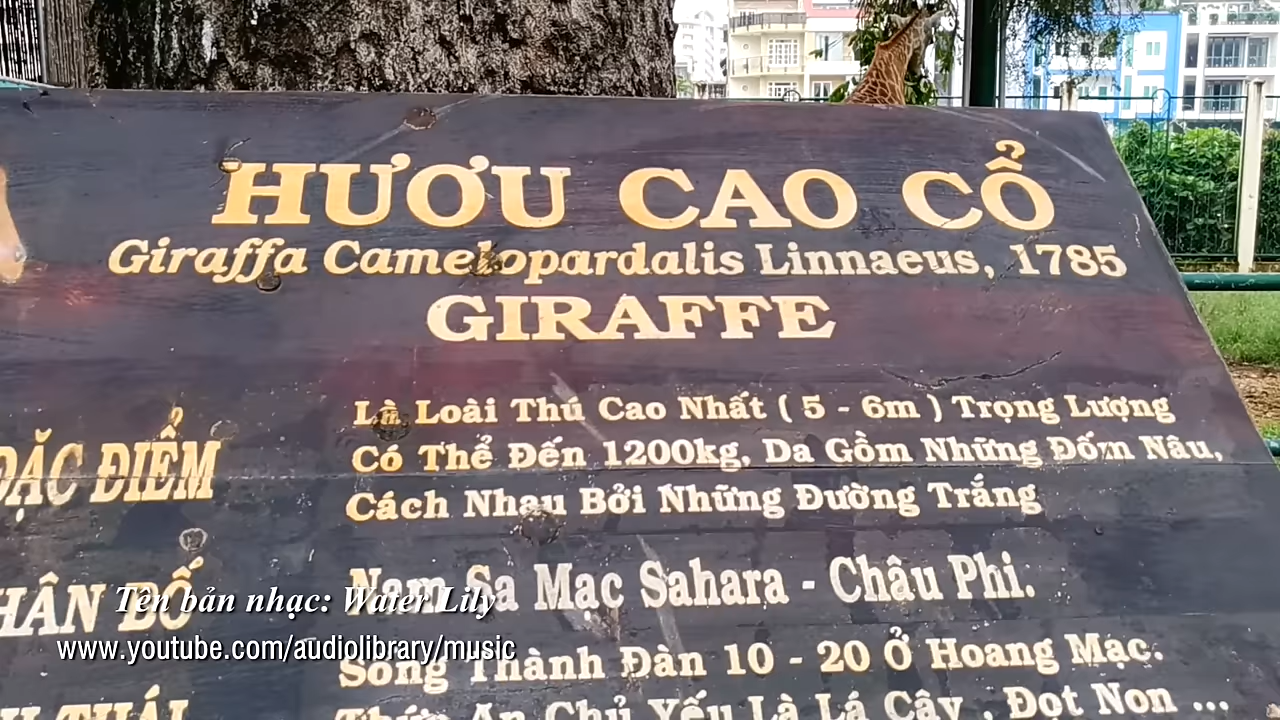 HƯƠU CAO CỔ
Giraffa Camelopardalis Linnaeus, 1785
GIRAFFE
ĐẶC ĐIỂM
Là Loài Thú Cao Nhất ( 5 - 6m ) Trọng Lượng
Có Thể Đến 1200kg, Da Gồm Những Đốm Nâu,
Cách Nhau Bởi Những Đường Trắng
HÂN BỐ
Nam Sa Mạc Sahara - Châu Phi.
Tên bản nhạc: Water Lily
www.youtube.com/audiolibrary/music
Sống Thành Đàn 10 - 20 Ở Hoang Mạc.
H THÁI
Thức Ăn Chủ Yếu Là Lá Cây , Đọt Non ...